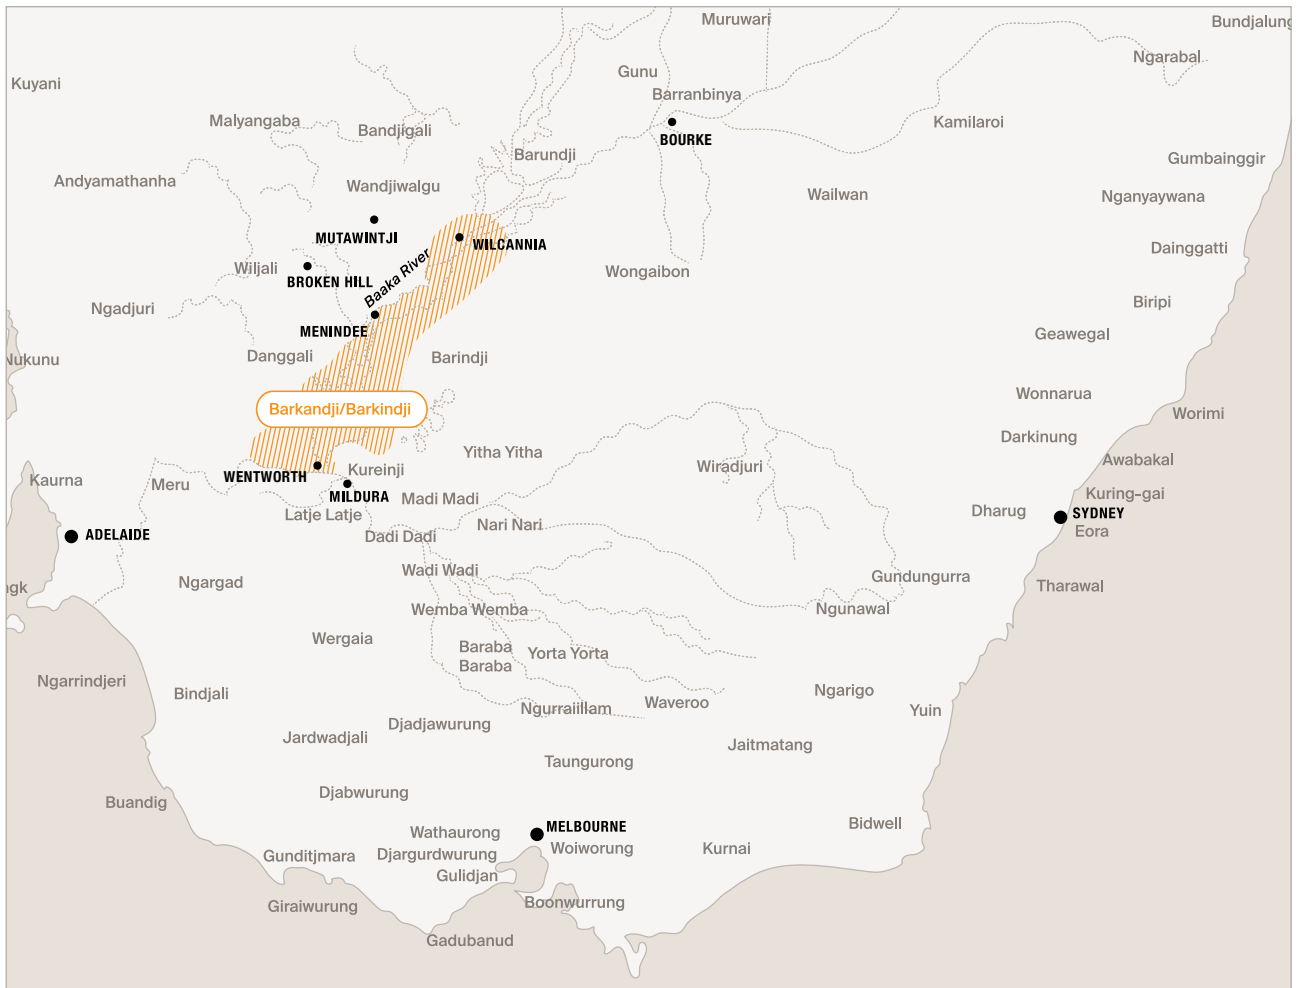 Muruwari
Bundjalung
Ngarabal
Kuyani
Gunu
Barranbinya
Malyangaba
Bandjigali
Kamilaroi
BOURKE
Barundji
Gumbainggir
Andyamathanha
Wandjiwalgu
Wailwan
Nganyaywana
MUTAWINTJI
WILCANNIA
Dainggatti
Baaka River
Wiljali
BROKEN HILL
Wongaibon
Ngadjuri
Biripi
MENINDEE
Geawegal
Nukunu
Danggali
Barindji
Wonnarua
Barkandji/Barkindji
Worimi
Darkinung
Yitha Yitha
Awabakal
Wiradjuri
Kureinji
WENTWORTH
Kaurna
Meru
MILDURA
Madi Madi
Kuring-gai
Latje Latje
Dharug
SYDNEY
Nari Nari
Eora
ADELAIDE
Dadi Dadi
Wadi Wadi
Gundungurra
Ngargad
ngk
Tharawal
Wemba Wemba
Ngunawal
Wergaia
Baraba
Baraba
Yorta Yorta
Ngarrindjeri
Bindjali
Ngarigo
Waveroo
Ngurraiillam
Yuin
Djadjawurung
Jardwadjali
Jaitmatang
Taungurong
Djabwurung
Buandig
Bidwell
MELBOURNE
Wathaurong
Woiworung
Kurnai
Gunditjmara
Djargurdwurung
Gulidjan
Giraiwurung
Boonwurrung
Gadubanud